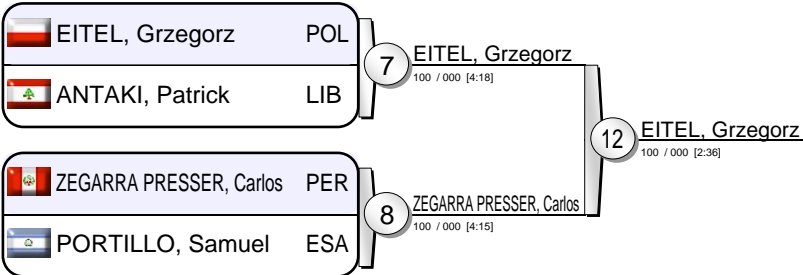 EITEL, Grzegorz POL
ANTAKI, Patrick LIB
7
EITEL, Grzegorz
100 / 000 [4:18]
ZEGARRA PRESSER, Carlos PER
PORTILLO, Samuel ESA
8
ZEGARRA PRESSER, Carlos
100 / 000 [4:15]
12
EITEL, Grzegorz
100 / 000 [2:36]